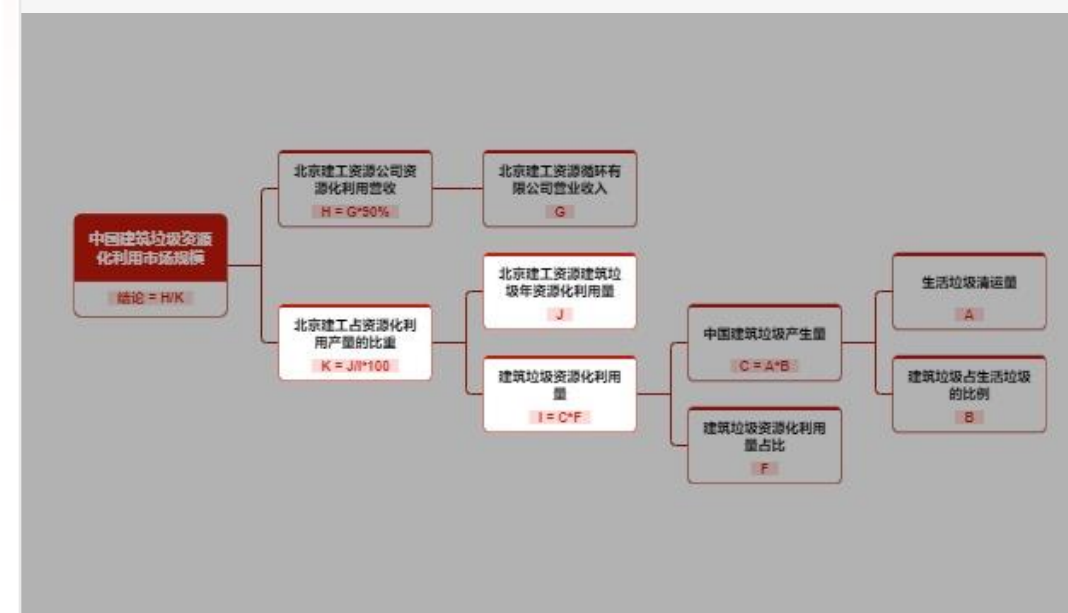 北京建工资源公司资
源化利用营收
H = G*90%
北京建工资源循环有
限公司营业收入
G
中国建筑垃圾资源
化利用市场规模
结论 = H/K
北京建工资源建筑垃
圾年资源化利用量
J
生活垃圾清运量
A
北京建工占资源化利
用产量的比重
K = J/I*100
中国建筑垃圾产生量
C = A*B
建筑垃圾资源化利用
量
I = C*F
建筑垃圾占生活垃圾
的比例
B
建筑垃圾资源化利用
量占比
F